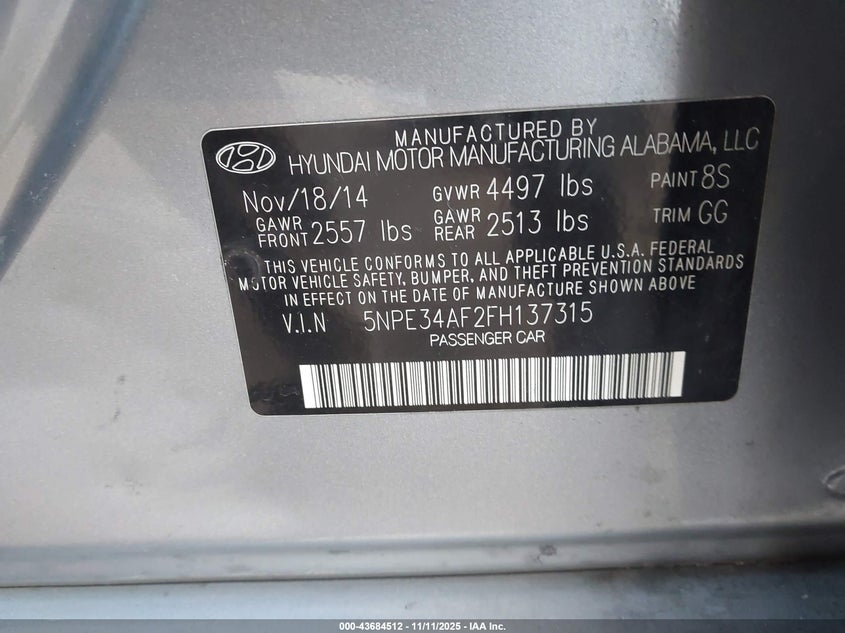 MANUFACTURED BY
HYUNDAI MOTOR MANUFACTURING ALABAMA, LLC
Nov/18/14 GVWR 4497 lbs PAINT 8S
GAWR FRONT 2557 lbs GAWR REAR 2513 lbs TRIM GG
THIS VEHICLE CONFORMS TO ALL APPLICABLE U.S.A. FEDERAL
MOTOR VEHICLE SAFETY, BUMPER, AND THEFT PREVENTION STANDARDS
IN EFFECT ON THE DATE OF MANUFACTURE SHOWN ABOVE
V.I.N 5NPE34AF2FH137315
PASSENGER CAR
000-43684512 - 11/11/2025 - IAA Inc.